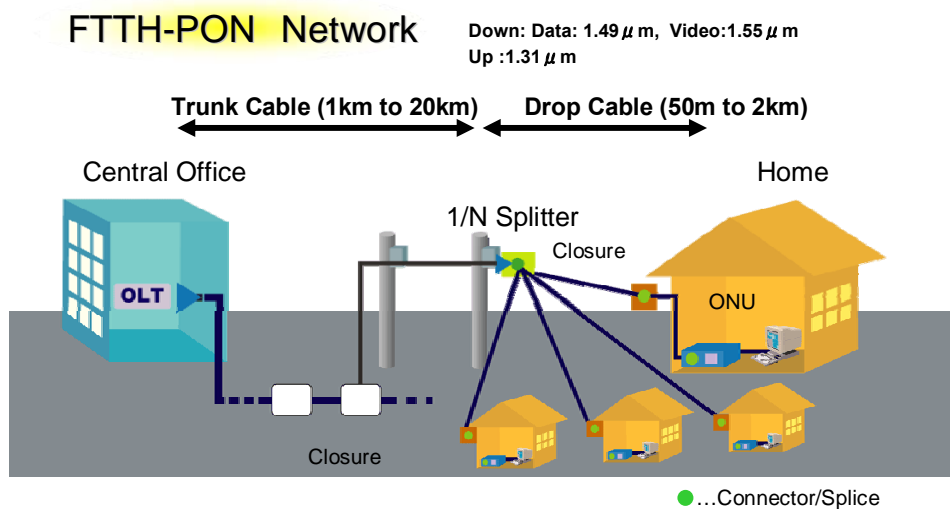 FTTH-PON Network
Down: Data: 1.49μm, Video:1.55μm
Up :1.31μm
Trunk Cable (1km to 20km)
Drop Cable (50m to 2km)
Central Office
Home
1/N Splitter
Closure
OLT
ONU
Closure
…Connector/Splice